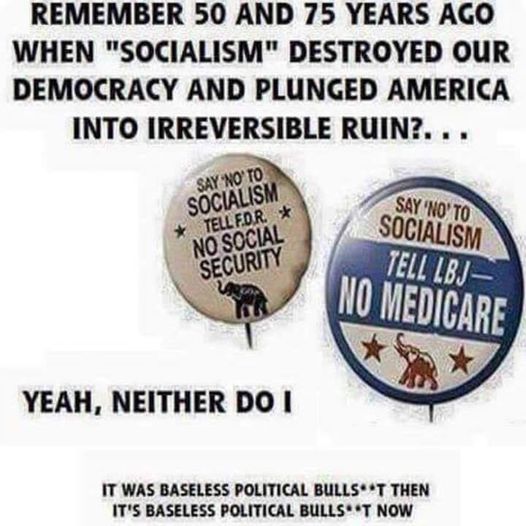 REMEMBER 50 AND 75 YEARS AGO
WHEN "SOCIALISM" DESTROYED OUR
DEMOCRACY AND PLUNGED AMERICA
INTO IRREVERSIBLE RUIN?. . .
SAY 'NO' TO
SOCIALISM
TELL F.D.R.
NO SOCIAL
SECURITY
SAY 'NO' TO
SOCIALISM
TELL LBJ—
NO MEDICARE
YEAH, NEITHER DO I
IT WAS BASELESS POLITICAL BULLS**T THEN
IT'S BASELESS POLITICAL BULLS**T NOW